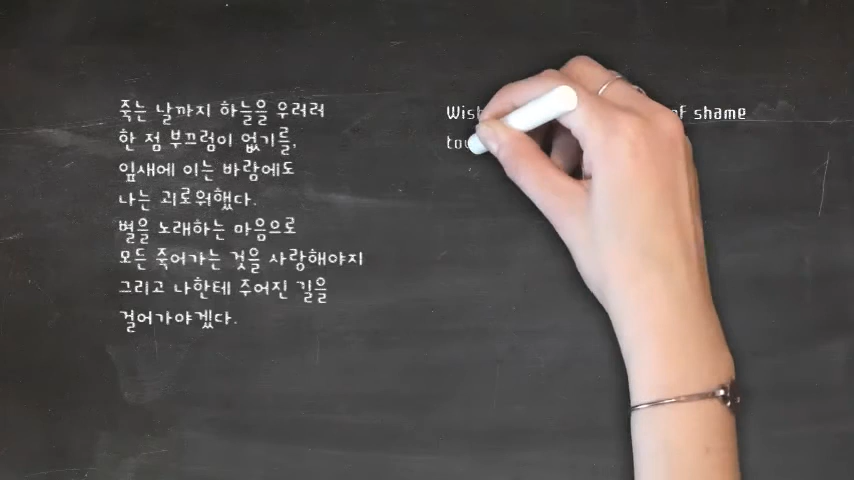 죽는 날까지 하늘을 우러러
한 점 부끄럼이 없기를,
잎새에 이는 바람에도
나는 괴로워했다.
별을 노래하는 마음으로
모든 죽어가는 것을 사랑해야지
그리고 나한테 주어진 길을
걸어가야겠다.
Wish of shame